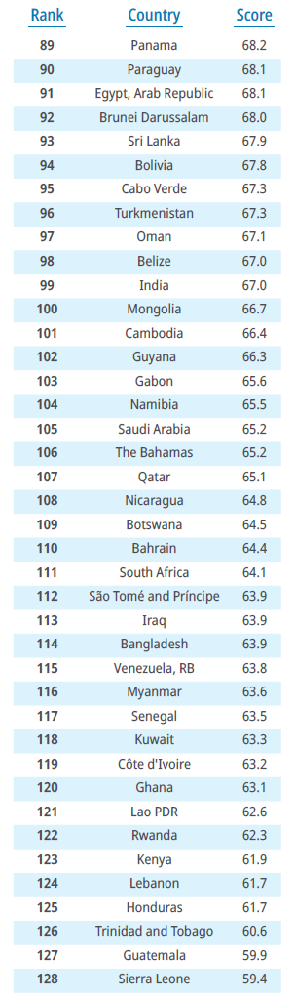 Rank Country Score
89 Panama 68.2
90 Paraguay 68.1
91 Egypt, Arab Republic 68.1
92 Brunei Darussalam 68.0
93 Sri Lanka 67.9
94 Bolivia 67.8
95 Cabo Verde 67.3
96 Turkmenistan 67.3
97 Oman 67.1
98 Belize 67.0
99 India 67.0
100 Mongolia 66.7
101 Cambodia 66.4
102 Guyana 66.3
103 Gabon 65.6
104 Namibia 65.5
105 Saudi Arabia 65.2
106 The Bahamas 65.2
107 Qatar 65.1
108 Nicaragua 64.8
109 Botswana 64.5
110 Bahrain 64.4
111 South Africa 64.1
112 São Tomé and Príncipe 63.9
113 Iraq 63.9
114 Bangladesh 63.9
115 Venezuela, RB 63.8
116 Myanmar 63.6
117 Senegal 63.5
118 Kuwait 63.3
119 Côte d'Ivoire 63.2
120 Ghana 63.1
121 Lao PDR 62.6
122 Rwanda 62.3
123 Kenya 61.9
124 Lebanon 61.7
125 Honduras 61.7
126 Trinidad and Tobago 60.6
127 Guatemala 59.9
128 Sierra Leone 59.4